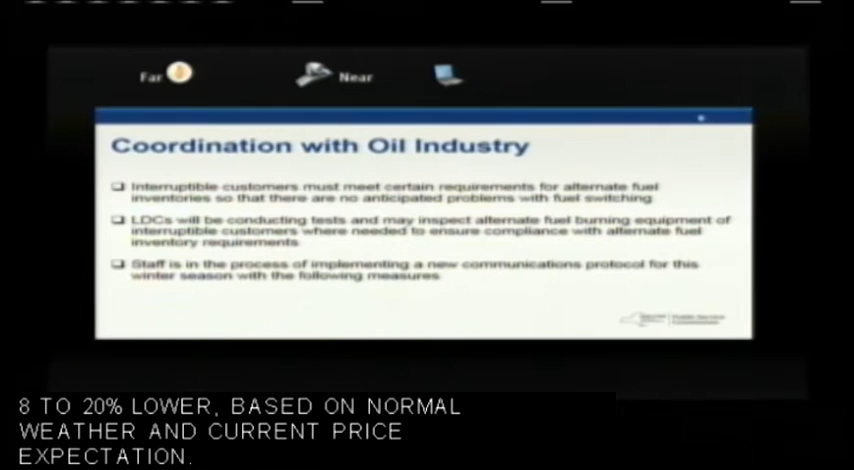 Far
Near
Coordination with Oil Industry
❑ Interruptible customers must meet certain requirements for alternate fuel
inventories so that there are no anticipated problems with fuel switching
❑ LDCs will be conducting tests and may inspect alternate fuel burning equipment of
interruptible customers where needed to ensure compliance with alternate fuel
inventory requirements
❑ Staff is in the process of implementing a new communications protocol for this
winter season with the following measures
Public Service
Commission
8 TO 20% LOWER, BASED ON NORMAL
WEATHER AND CURRENT PRICE
EXPECTATION.